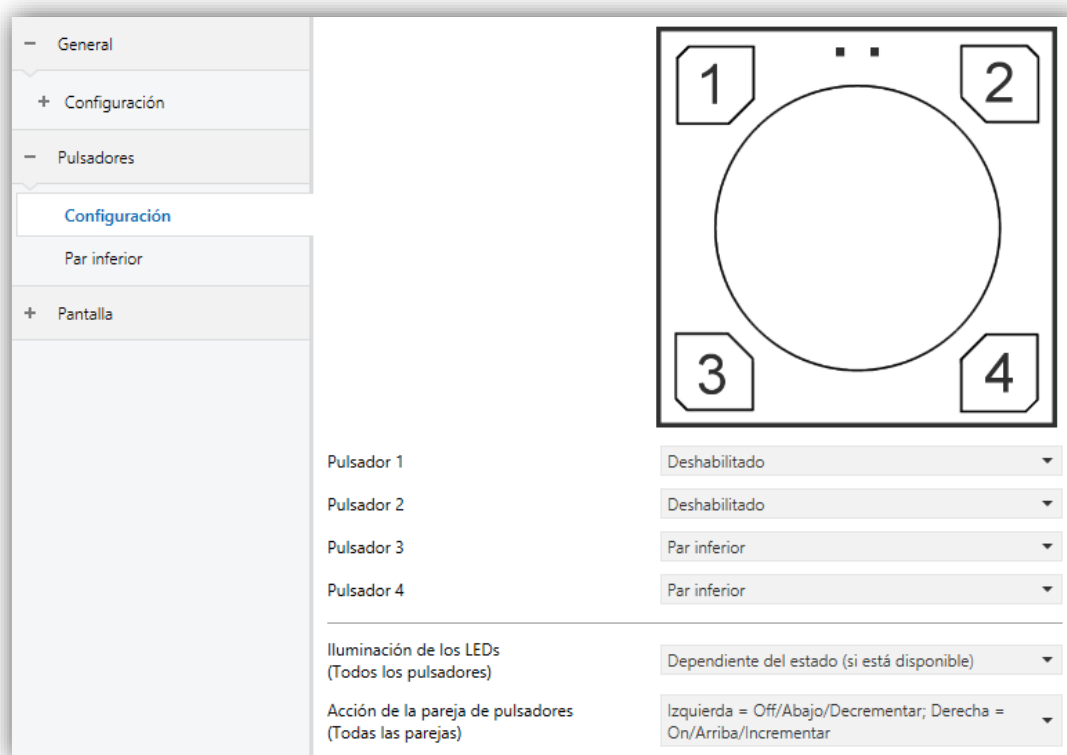 General
Configuración
Pulsadores
Configuración
Par inferior
Pantalla
1
2
3
4
Pulsador 1
Deshabilitado
Pulsador 2
Deshabilitado
Pulsador 3
Par inferior
Pulsador 4
Par inferior
Iluminación de los LEDs
(Todos los pulsadores)
Dependiente del estado (si está disponible)
Acción de la pareja de pulsadores
(Todas las parejas)
Izquierda = Off/Abajo/Decrementar; Derecha =
On/Arriba/Incrementar